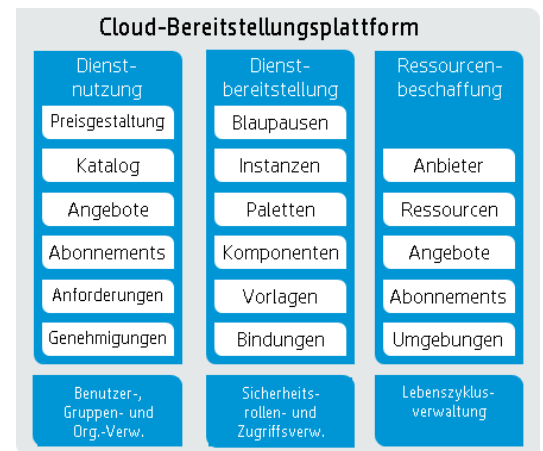 Cloud-Bereitstellungsplattform
Dienst-
nutzung
Preisgestaltung
Katalog
Angebote
Abonnements
Anforderungen
Genehmigungen
Dienst-
bereitstellung
Blaupausen
Instanzen
Paletten
Komponenten
Vorlagen
Bindungen
Ressourcen-
beschaffung
Anbieter
Ressourcen
Angebote
Abonnements
Umgebungen
Benutzer-,
Gruppen- und
Org.-Verw.
Sicherheits-
rollen- und
Zugriffsverw.
Lebenszyklus-
verwaltung